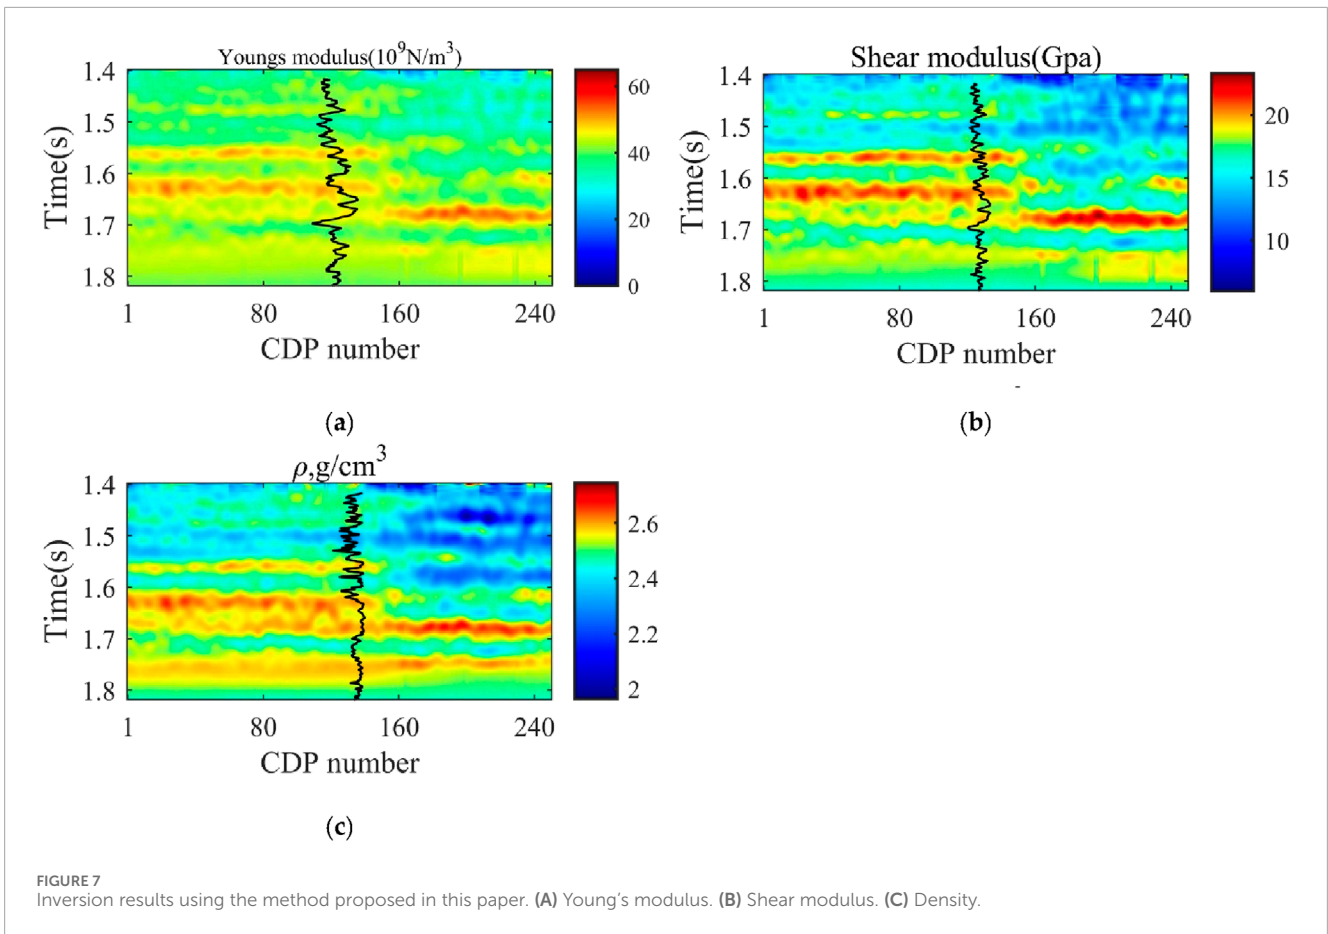 Youngs modulus(10⁹N/m³)
1.4
1.5
1.6
1.7
1.8
Time(s)
1 80 160 240
CDP number
60
40
20
0
(a)
Shear modulus(Gpa)
1.4
1.5
1.6
1.7
1.8
Time(s)
1 80 160 240
CDP number
20
15
10
(b)
ρ,g/cm³
1.4
1.5
1.6
1.7
1.8
Time(s)
1 80 160 240
CDP number
2.6
2.4
2.2
2
(c)
FIGURE 7
Inversion results using the method proposed in this paper. (A) Young's modulus. (B) Shear modulus. (C) Density.